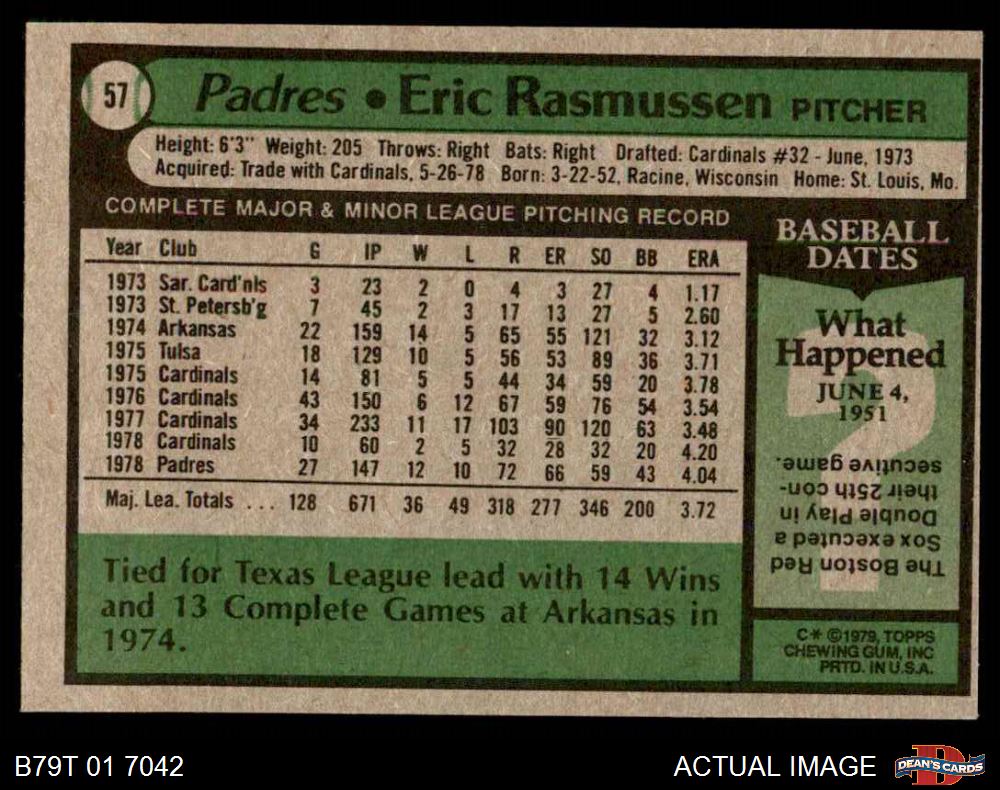 57
Padres • Eric Rasmussen PITCHER
Height: 6'3" Weight: 205 Throws: Right Bats: Right Drafted: Cardinals #32 - June, 1973
Acquired: Trade with Cardinals, 5-26-78 Born: 3-22-52, Racine, Wisconsin Home: St. Louis, Mo.
COMPLETE MAJOR & MINOR LEAGUE PITCHING RECORD
Year Club G IP W L R ER SO BB ERA
1973 Sar. Card'nls 3 23 2 0 4 3 27 4 1.17
1973 St. Petersb'g 7 45 2 3 17 13 27 5 2.60
1974 Arkansas 22 159 14 5 65 55 121 32 3.12
1975 Tulsa 18 129 10 5 56 53 89 36 3.71
1975 Cardinals 14 81 5 5 44 34 59 20 3.78
1976 Cardinals 43 150 6 12 67 59 76 54 3.54
1977 Cardinals 34 233 11 17 103 90 120 63 3.48
1978 Cardinals 10 60 2 5 32 28 32 20 4.20
1978 Padres 27 147 12 10 72 66 59 43 4.04
Maj. Lea. Totals . . . 128 671 36 49 318 277 346 200 3.72
Tied for Texas League lead with 14 Wins
and 13 Complete Games at Arkansas in
1974.
BASEBALL
DATES
What
Happened
JUNE 4,
1951
The Boston Red
Sox executed a
Double Play in
their 25th con-
secutive game.
C* ©1979, TOPPS
CHEWING GUM, INC
PRTD. IN U.S.A.
B79T 01 7042
ACTUAL IMAGE
DEAN'S CARDS